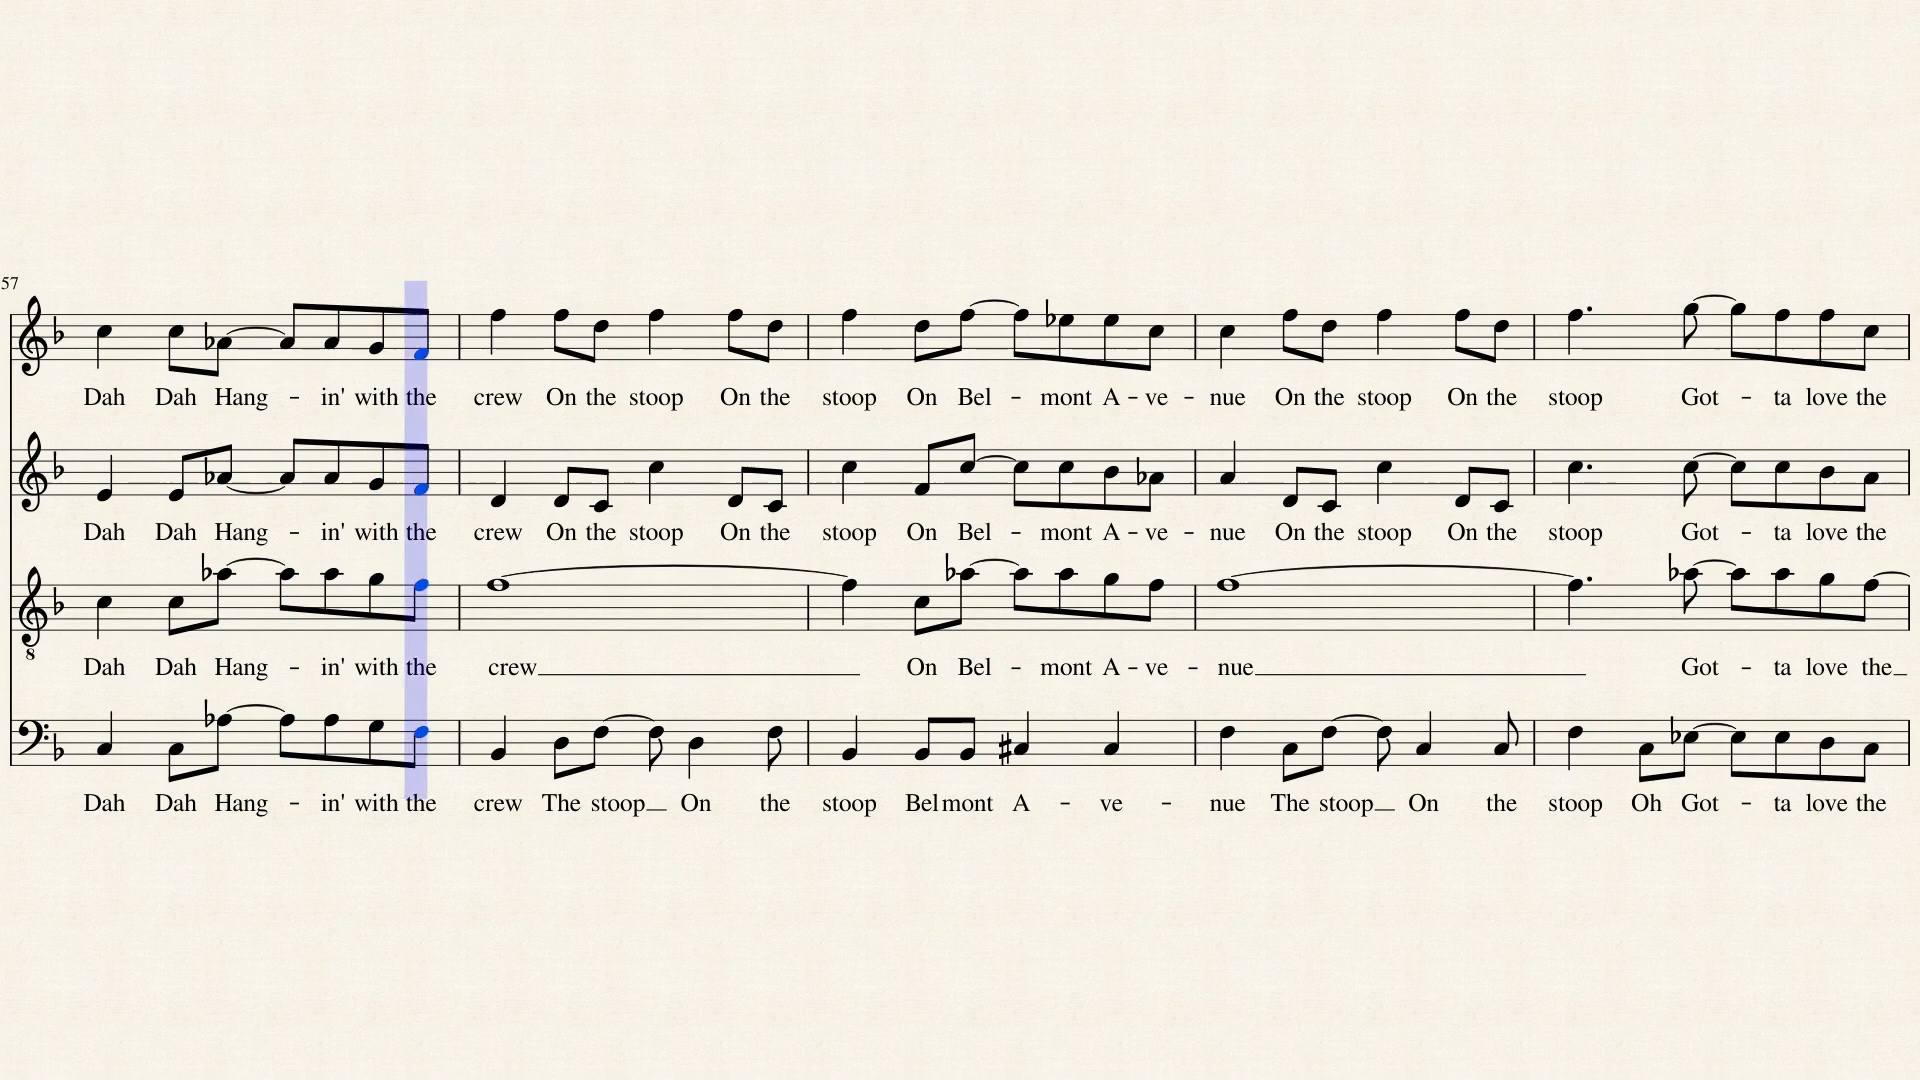 57
Dah Dah Hang - in' with the crew On the stoop On the stoop On Bel - mont A - ve - nue On the stoop On the stoop Got - ta love the
Dah Dah Hang - in' with the crew On the stoop On the stoop On Bel - mont A - ve - nue On the stoop On the stoop Got - ta love the
8
Dah Dah Hang - in' with the crew On Bel - mont A - ve - nue Got - ta love the
Dah Dah Hang - in' with the crew The stoop On the stoop Bel mont A - ve - nue The stoop On the stoop Oh Got - ta love the